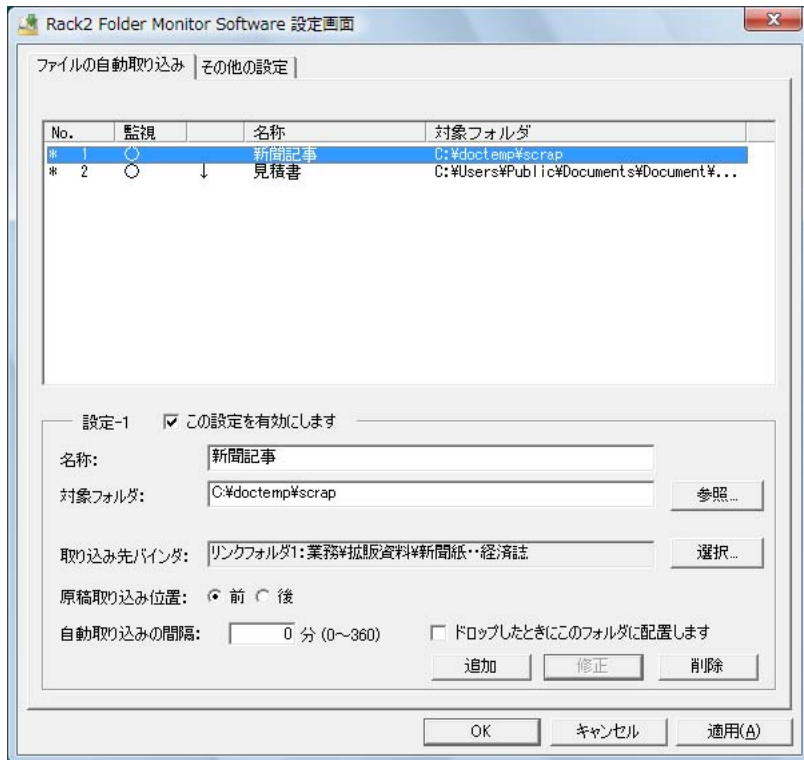 Rack2 Folder Monitor Software 設定画面
ファイルの自動取り込み その他の設定
No. 監視 名称 対象フォルダ
* 1 ○ 新聞記事 C:¥doctemp¥scrap
* 2 ○ ↓ 見積書 C:¥Users¥Public¥Documents¥Document¥...
設定-1 この設定を有効にします
名称: 新聞記事
対象フォルダ: C:¥doctemp¥scrap 参照...
取り込み先バインダ: リンクフォルダ1:業務¥拡販資料¥新聞紙・・経済誌 選択...
原稿取り込み位置: 前 後
自動取り込みの間隔: 0 分 (0～360) ドロップしたときにこのフォルダに配置します
追加 修正 削除
OK キャンセル 適用(A)